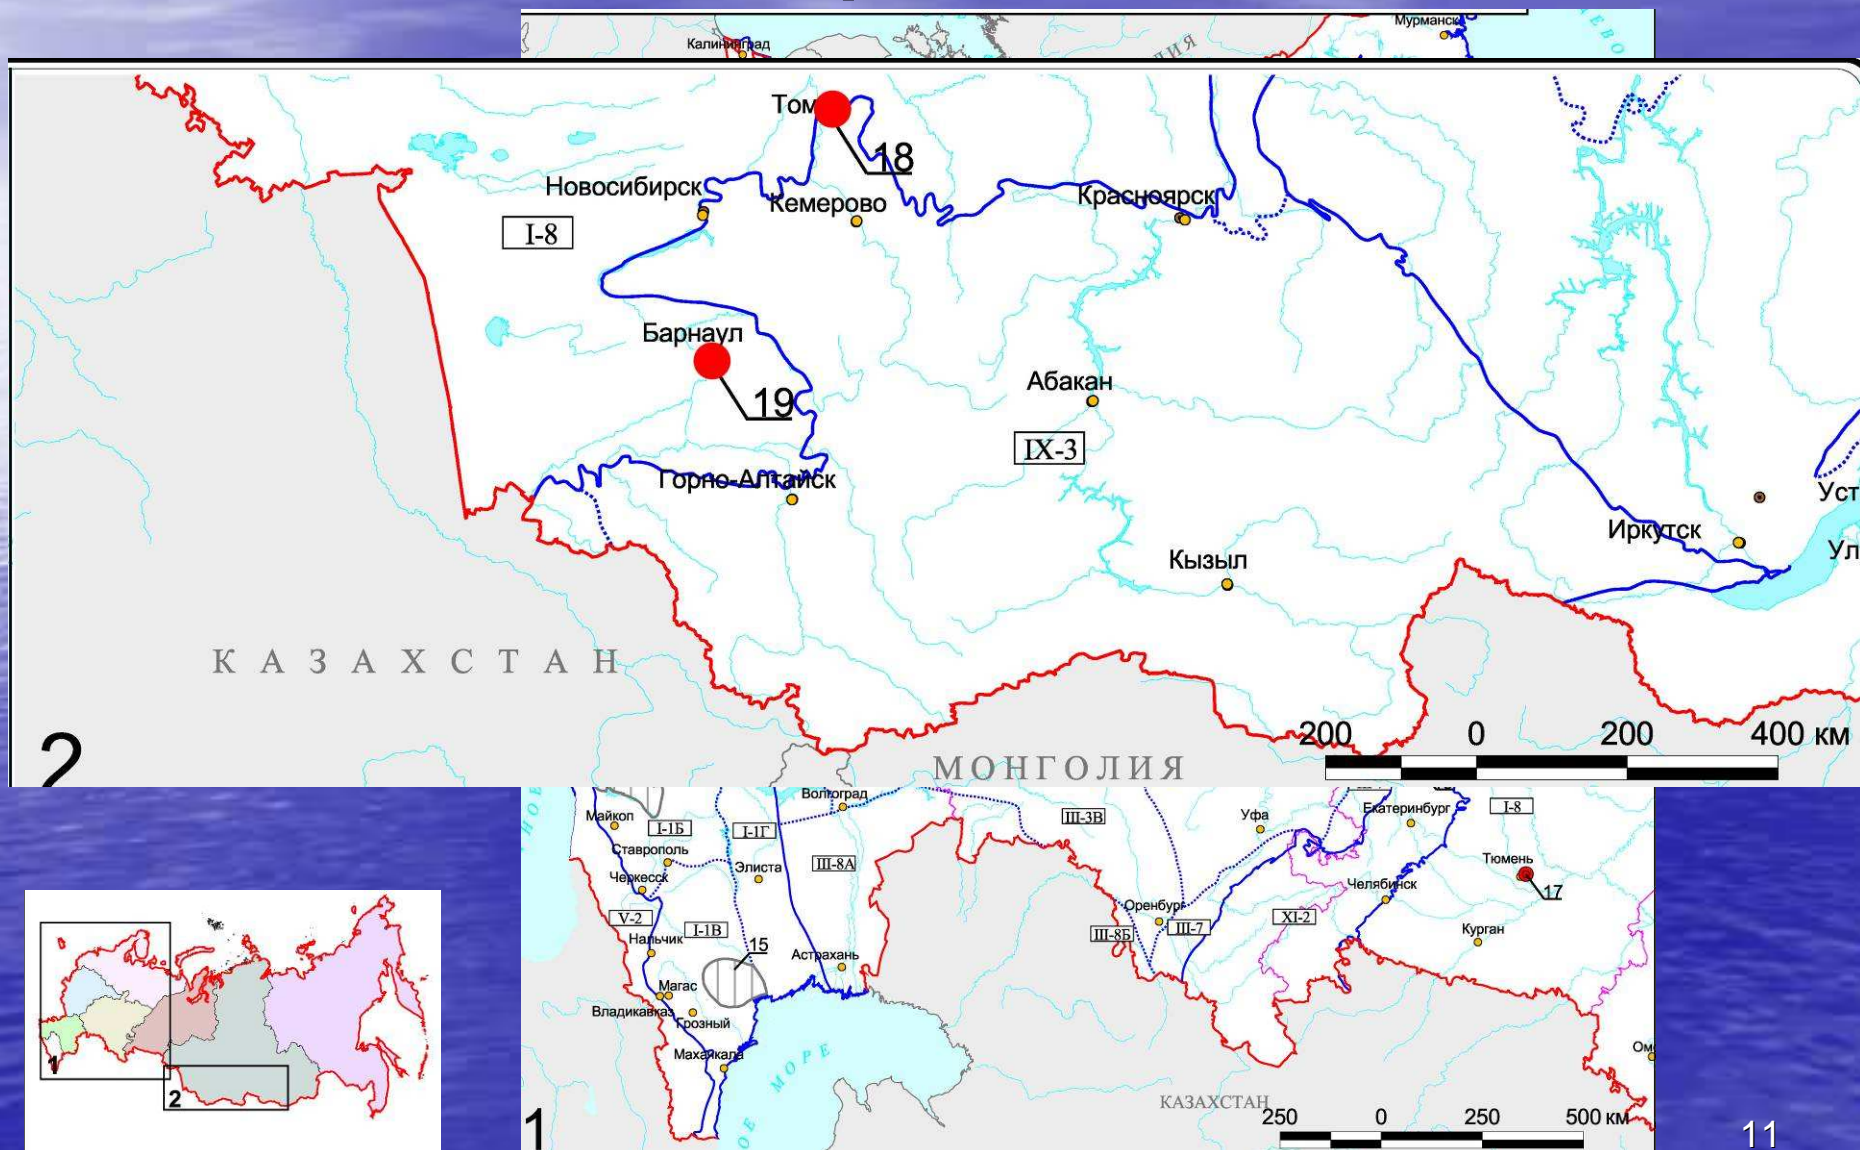 Мурманск
Калининград
Том
18
Новосибирск
Кемерово
Красноярск
I-8
Барнаул
19
Абакан
IX-3
Горно-Алтайск
Уст
Иркутск
Ул
Кызыл
КАЗАХСТАН
МОНГОЛИЯ
200 0 200 400 км
2
Волгоград
Майкоп
I-1Б
I-1Г
III-3В
Уфа
Екатеринбург
I-8
Ставрополь
Элиста
III-8А
Тюмень
17
Черкесск
Челябинск
V-2
Оренбург
III-7
XI-2
III-8Б
Курган
Нальчик
I-1В
15
Астрахань
Магас
Владикавказ
Грозный
Махачкала
МОРЕ
Ом
КАЗАХСТАН
250 0 250 500 км
1
1
2
11